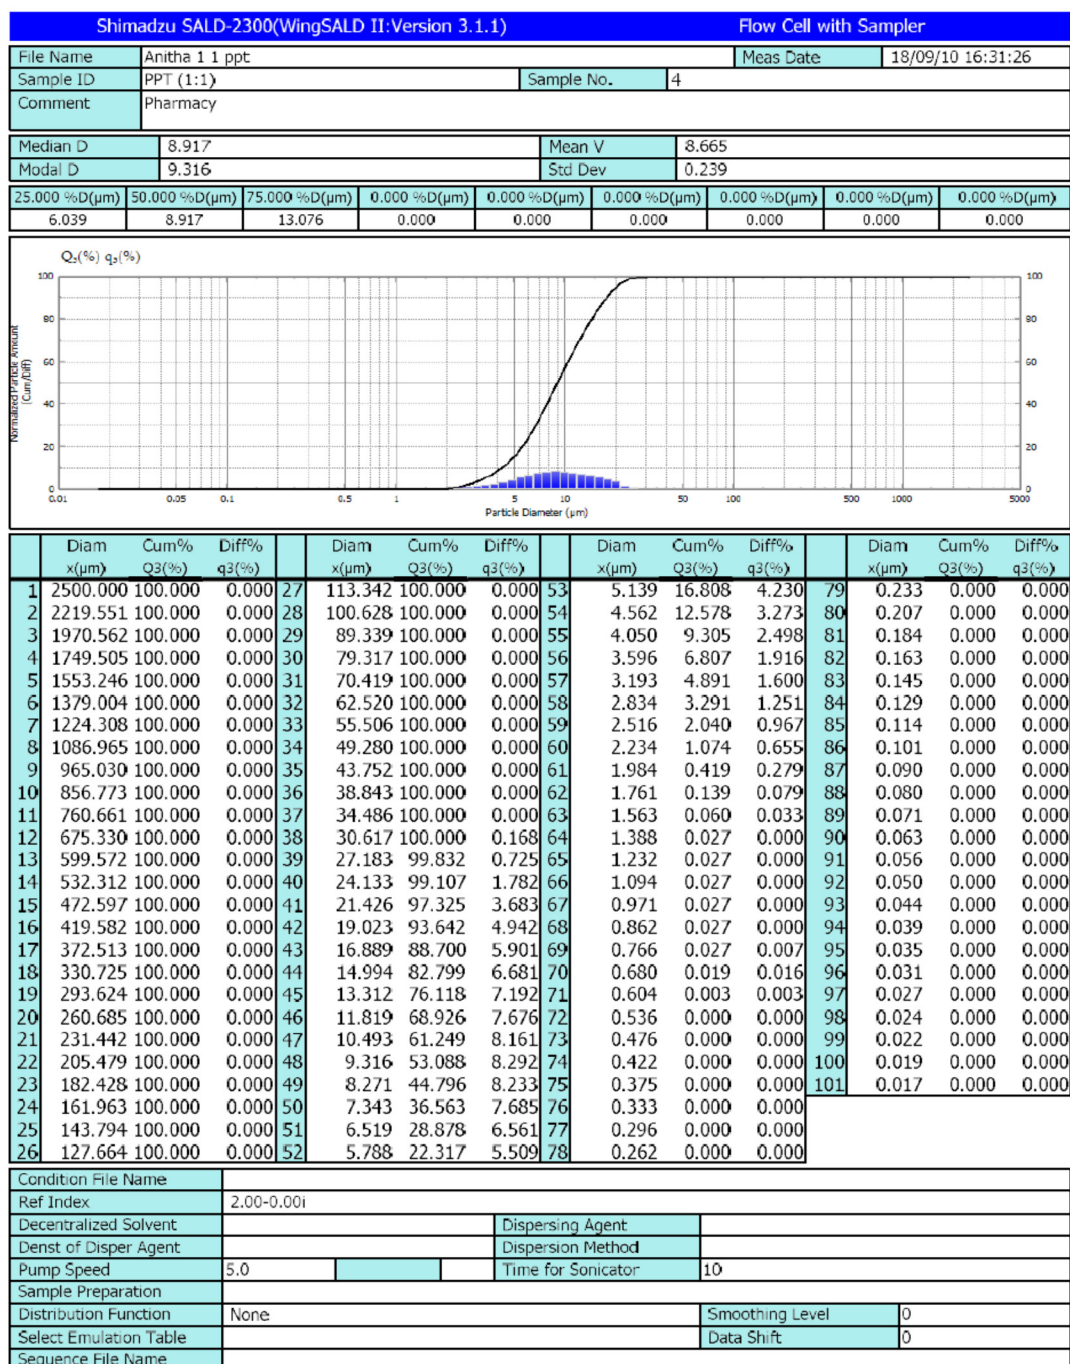 Shimadzu SALD-2300(WingSALD II:Version 3.1.1) Flow Cell with Sampler
File Name Anitha 1 1 ppt Meas Date 18/09/10 16:31:26
Sample ID PPT (1:1) Sample No. 4
Comment Pharmacy
Median D 8.917 Mean V 8.665
Modal D 9.316 Std Dev 0.239
25.000 %D(μm) 50.000 %D(μm) 75.000 %D(μm) 0.000 %D(μm) 0.000 %D(μm) 0.000 %D(μm) 0.000 %D(μm) 0.000 %D(μm) 0.000 %D(μm)
6.039 8.917 13.076 0.000 0.000 0.000 0.000 0.000 0.000
Q₃(%) q₃(%)
Normalized Particle Amount
(Cum/Diff)
100 100
80 80
60 60
40 40
20 20
0 0
0.01 0.05 0.1 0.5 1 5 10 50 100 500 1000 5000
Particle Diameter (μm)
Diam Cum% Diff% Diam Cum% Diff% Diam Cum% Diff% Diam Cum% Diff%
x(μm) Q3(%) q3(%) x(μm) Q3(%) q3(%) x(μm) Q3(%) q3(%) x(μm) Q3(%) q3(%)
1 2500.000 100.000 0.000 27 113.342 100.000 0.000 53 5.139 16.808 4.230 79 0.233 0.000 0.000
2 2219.551 100.000 0.000 28 100.628 100.000 0.000 54 4.562 12.578 3.273 80 0.207 0.000 0.000
3 1970.562 100.000 0.000 29 89.339 100.000 0.000 55 4.050 9.305 2.498 81 0.184 0.000 0.000
4 1749.505 100.000 0.000 30 79.317 100.000 0.000 56 3.596 6.807 1.916 82 0.163 0.000 0.000
5 1553.246 100.000 0.000 31 70.419 100.000 0.000 57 3.193 4.891 1.600 83 0.145 0.000 0.000
6 1379.004 100.000 0.000 32 62.520 100.000 0.000 58 2.834 3.291 1.251 84 0.129 0.000 0.000
7 1224.308 100.000 0.000 33 55.506 100.000 0.000 59 2.516 2.040 0.967 85 0.114 0.000 0.000
8 1086.965 100.000 0.000 34 49.280 100.000 0.000 60 2.234 1.074 0.655 86 0.101 0.000 0.000
9 965.030 100.000 0.000 35 43.752 100.000 0.000 61 1.984 0.419 0.279 87 0.090 0.000 0.000
10 856.773 100.000 0.000 36 38.843 100.000 0.000 62 1.761 0.139 0.079 88 0.080 0.000 0.000
11 760.661 100.000 0.000 37 34.486 100.000 0.000 63 1.563 0.060 0.033 89 0.071 0.000 0.000
12 675.330 100.000 0.000 38 30.617 100.000 0.168 64 1.388 0.027 0.000 90 0.063 0.000 0.000
13 599.572 100.000 0.000 39 27.183 99.832 0.725 65 1.232 0.027 0.000 91 0.056 0.000 0.000
14 532.312 100.000 0.000 40 24.133 99.107 1.782 66 1.094 0.027 0.000 92 0.050 0.000 0.000
15 472.597 100.000 0.000 41 21.426 97.325 3.683 67 0.971 0.027 0.000 93 0.044 0.000 0.000
16 419.582 100.000 0.000 42 19.023 93.642 4.942 68 0.862 0.027 0.000 94 0.039 0.000 0.000
17 372.513 100.000 0.000 43 16.889 88.700 5.901 69 0.766 0.027 0.007 95 0.035 0.000 0.000
18 330.725 100.000 0.000 44 14.994 82.799 6.681 70 0.680 0.019 0.016 96 0.031 0.000 0.000
19 293.624 100.000 0.000 45 13.312 76.118 7.192 71 0.604 0.003 0.003 97 0.027 0.000 0.000
20 260.685 100.000 0.000 46 11.819 68.926 7.676 72 0.536 0.000 0.000 98 0.024 0.000 0.000
21 231.442 100.000 0.000 47 10.493 61.249 8.161 73 0.476 0.000 0.000 99 0.022 0.000 0.000
22 205.479 100.000 0.000 48 9.316 53.088 8.292 74 0.422 0.000 0.000 100 0.019 0.000 0.000
23 182.428 100.000 0.000 49 8.271 44.796 8.233 75 0.375 0.000 0.000 101 0.017 0.000 0.000
24 161.963 100.000 0.000 50 7.343 36.563 7.685 76 0.333 0.000 0.000
25 143.794 100.000 0.000 51 6.519 28.878 6.561 77 0.296 0.000 0.000
26 127.664 100.000 0.000 52 5.788 22.317 5.509 78 0.262 0.000 0.000
Condition File Name
Ref Index 2.00-0.00i
Decentralized Solvent Dispersing Agent
Denst of Disper Agent Dispersion Method
Pump Speed 5.0 Time for Sonicator 10
Sample Preparation
Distribution Function None Smoothing Level 0
Select Emulation Table Data Shift 0
Sequence File Name